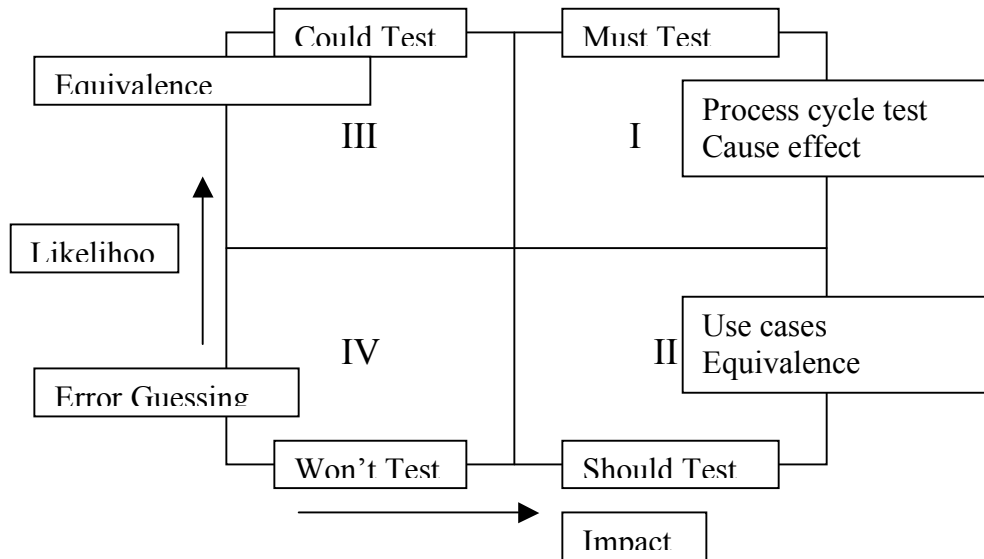 Could Test
Must Test
Equivalence
Process cycle test
Cause effect
III
I
Likelihoo
Use cases
Equivalence
IV
II
Error Guessing
Won’t Test
Should Test
Impact